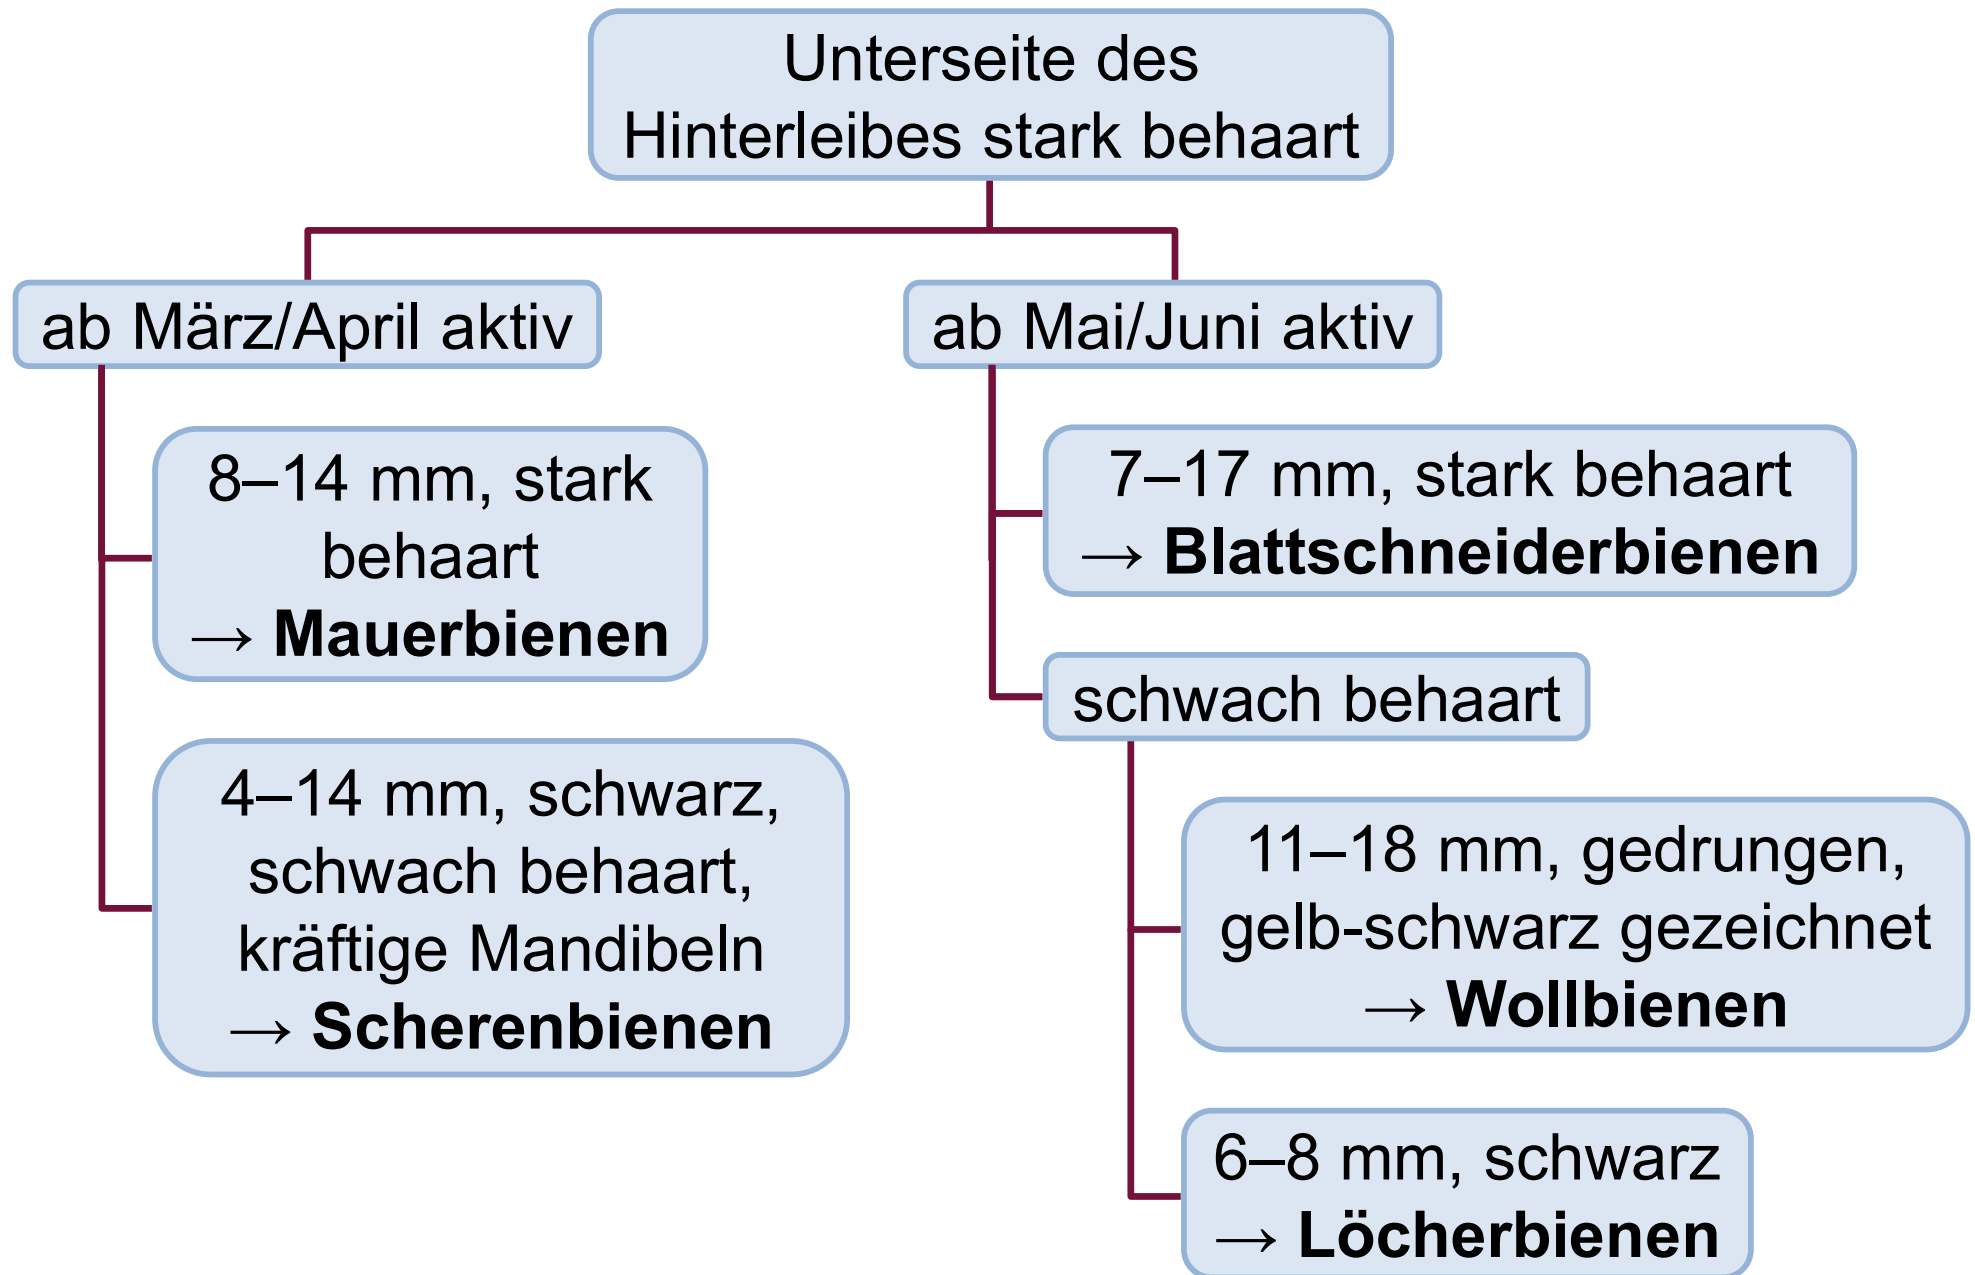 Unterseite des
Hinterleibes stark behaart
ab März/April aktiv
8–14 mm, stark
behaart
→ Mauerbienen
4–14 mm, schwarz,
schwach behaart,
kräftige Mandibeln
→ Scherenbienen
ab Mai/Juni aktiv
7–17 mm, stark behaart
→ Blattschneiderbienen
schwach behaart
11–18 mm, gedrungen,
gelb-schwarz gezeichnet
→ Wollbienen
6–8 mm, schwarz
→ Löcherbienen